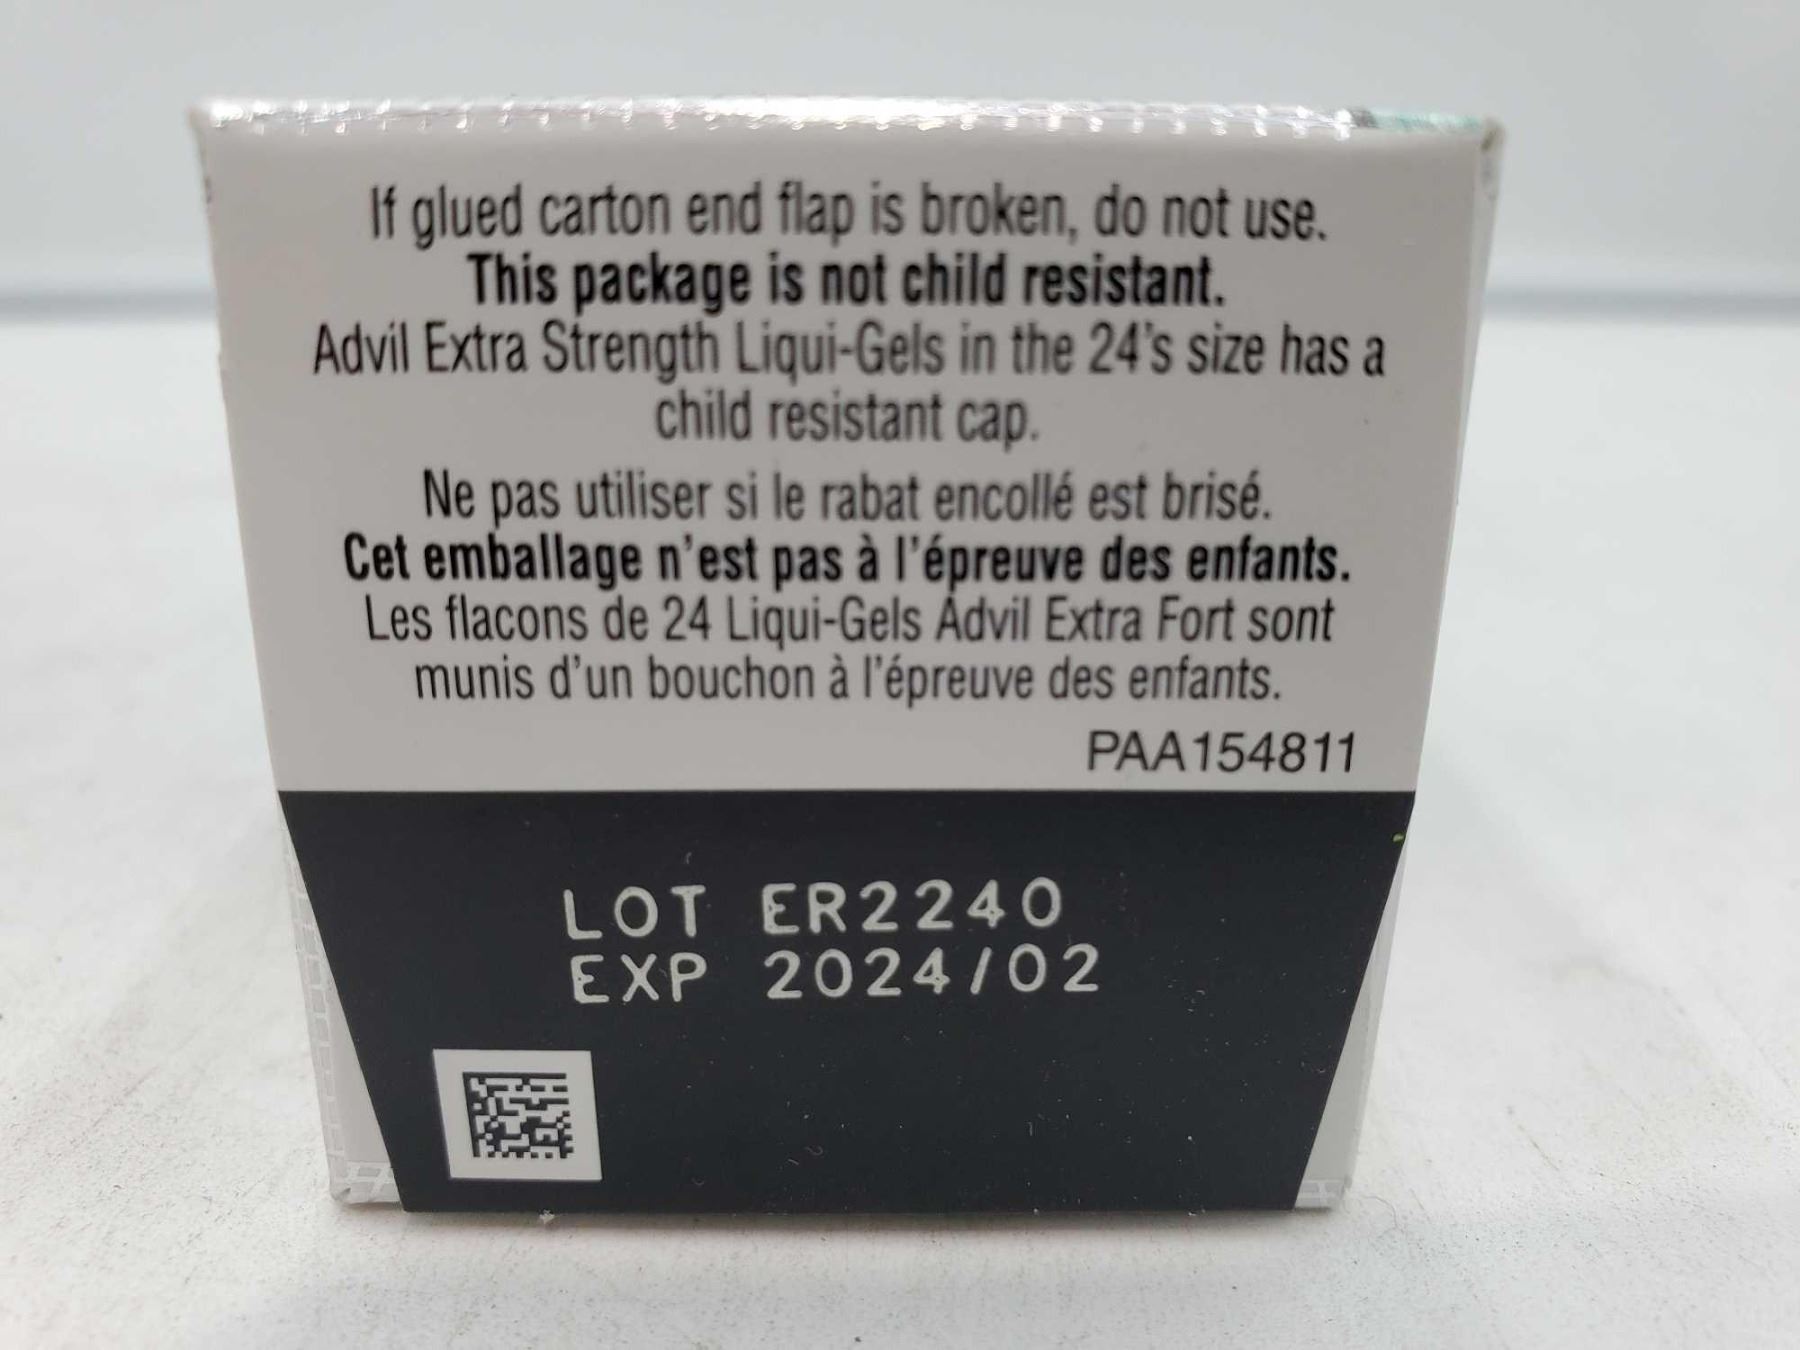 If glued carton end flap is broken, do not use.
This package is not child resistant.
Advil Extra Strength Liqui-Gels in the 24's size has a
child resistant cap.
Ne pas utiliser si le rabat encollé est brisé.
Cet emballage n'est pas à l'épreuve des enfants.
Les flacons de 24 Liqui-Gels Advil Extra Fort sont
munis d'un bouchon à l'épreuve des enfants.
PAA154811
LOT ER2240
EXP 2024/02